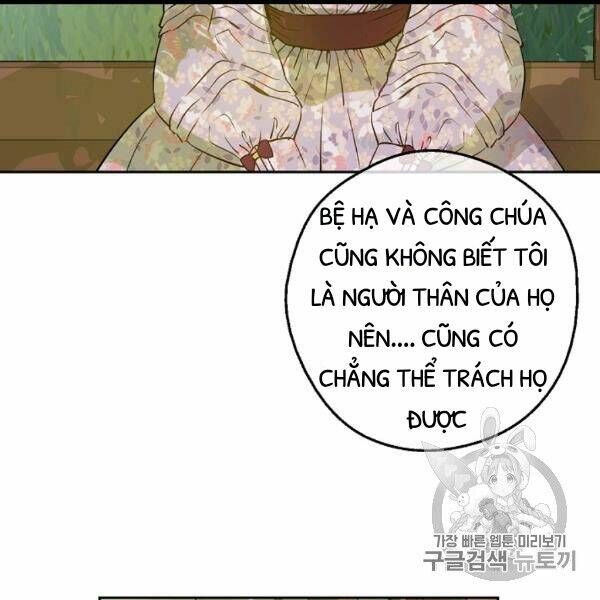 BỆ HẠ VÀ CÔNG CHÚA
CŨNG KHÔNG BIẾT TÔI
LÀ NGƯỜI THÂN CỦA HỌ
NÊN.... CŨNG CÓ
CHẲNG THỂ TRÁCH HỌ
ĐƯỢC
가장 빠른 웹툰 미리보기
구글검색 뉴토끼